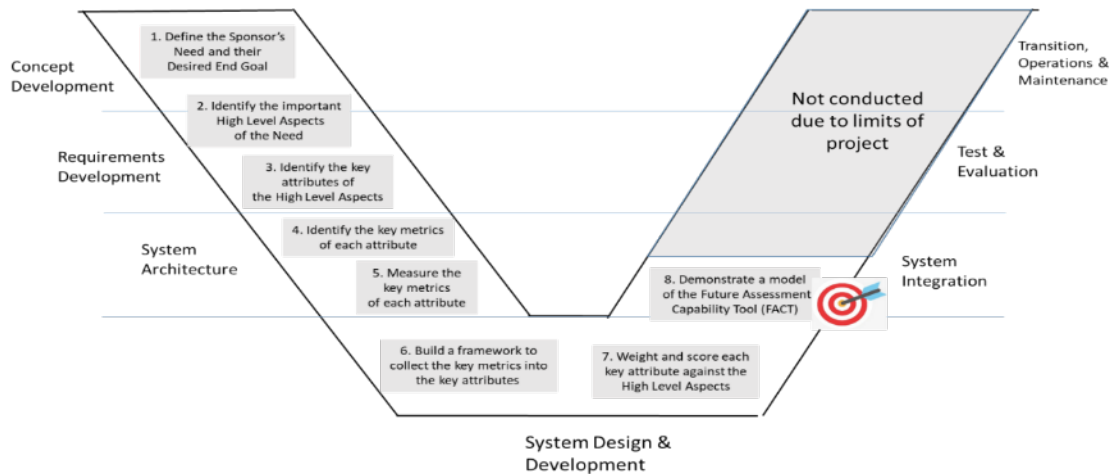 Concept
Development
1. Define the Sponsor's
Need and their
Desired End Goal
2. Identify the important
High Level Aspects
of the Need
Requirements
Development
3. Identify the key
attributes of
the High Level Aspects
System
Architecture
4. Identify the key metrics
of each attribute
5. Measure the
key metrics
of each attribute
6. Build a framework to
collect the key metrics into
the key attributes
7. Weight and score each
key attribute against the
High Level Aspects
System Design &
Development
8. Demonstrate a model
of the Future Assessment
Capability Tool (FACT)
System
Integration
Not conducted
due to limits of
project
Test &
Evaluation
Transition,
Operations &
Maintenance